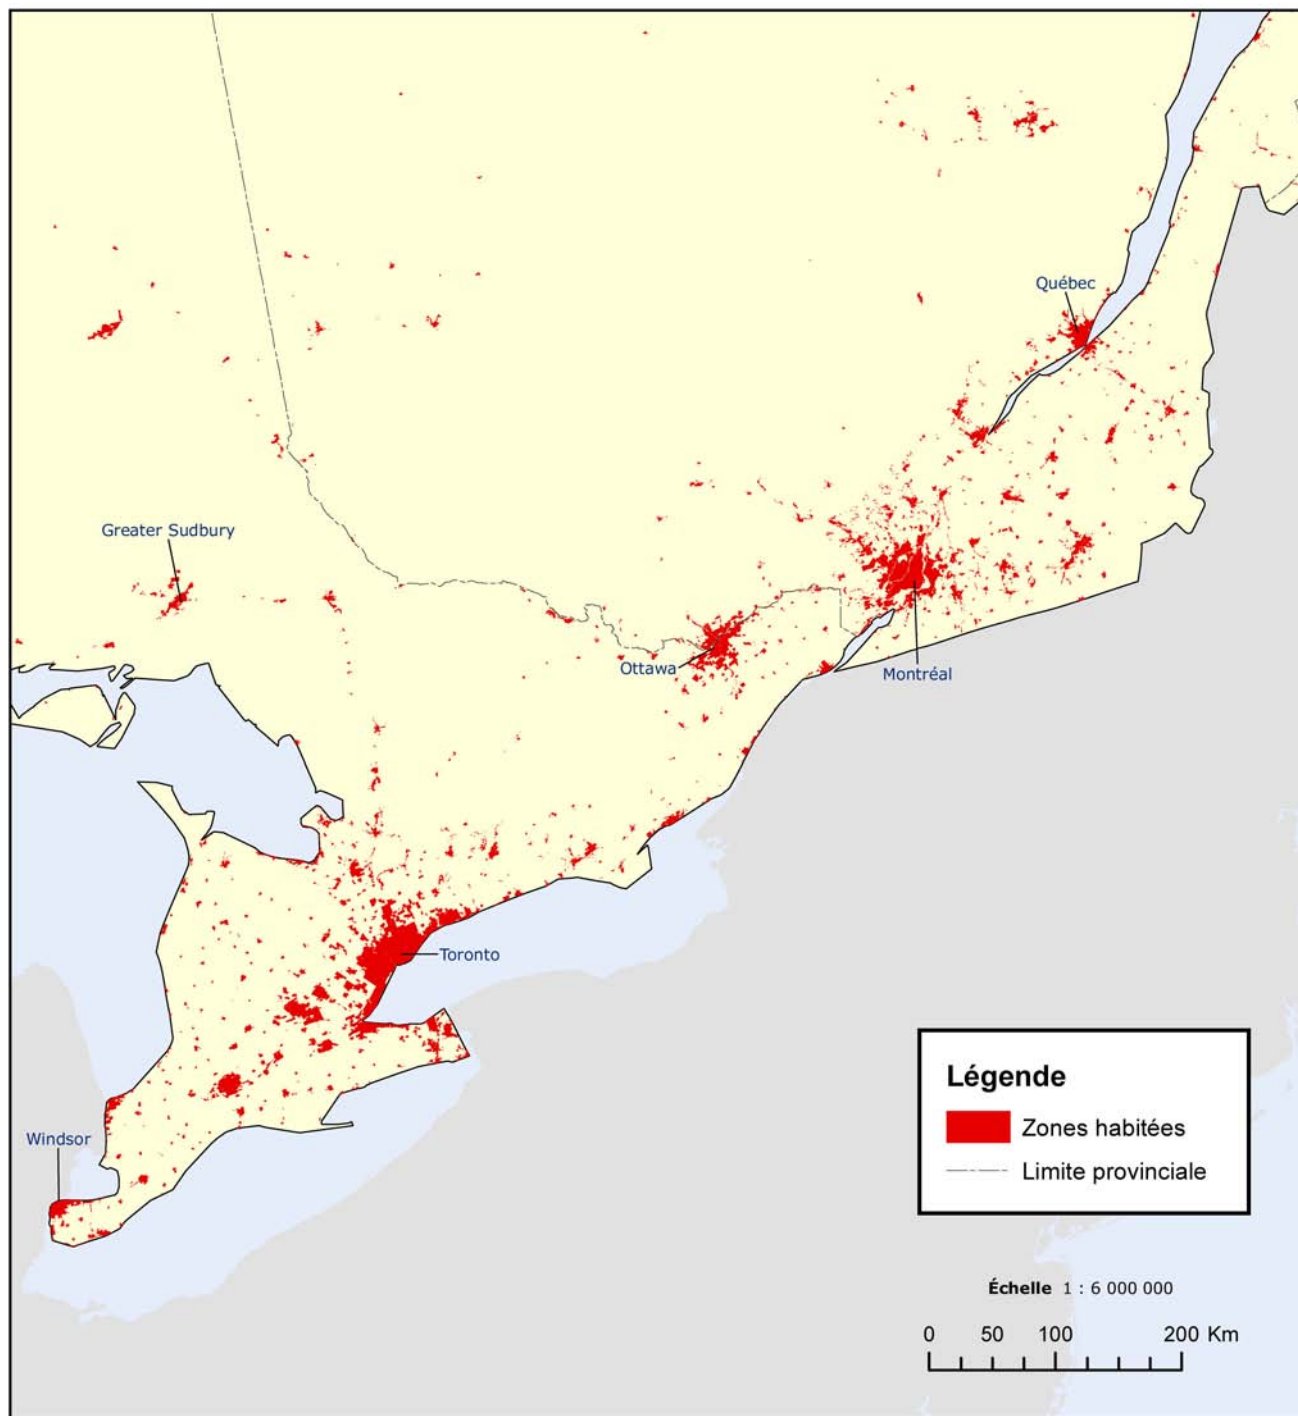 Québec
Greater Sudbury
Ottawa
Montréal
Toronto
Windsor
Légende
Zones habitées
Limite provinciale
Échelle 1 : 6 000 000
0 50 100 200 Km